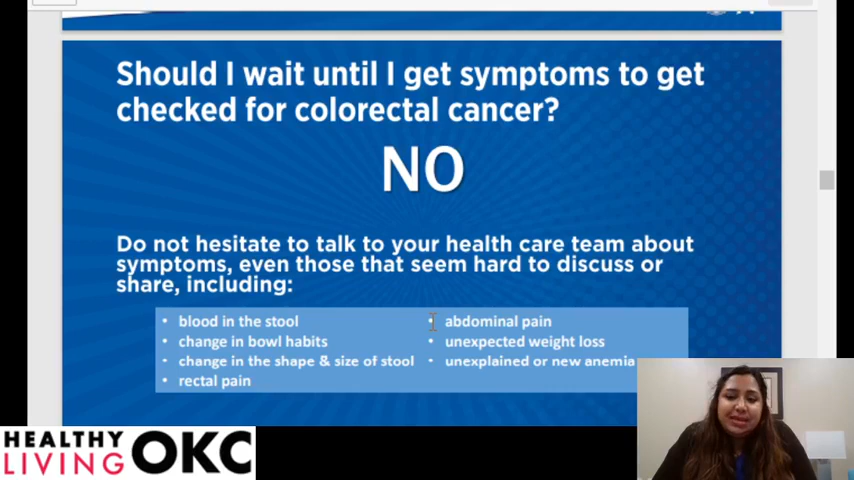 Should I wait until I get symptoms to get
checked for colorectal cancer?
NO
Do not hesitate to talk to your health care team about
symptoms, even those that seem hard to discuss or
share, including:
• blood in the stool
• change in bowel habits
• change in the shape & size of stool
• rectal pain
• abdominal pain
• unexpected weight loss
• unexplained or new anemia
HEALTHY
LIVING OKC